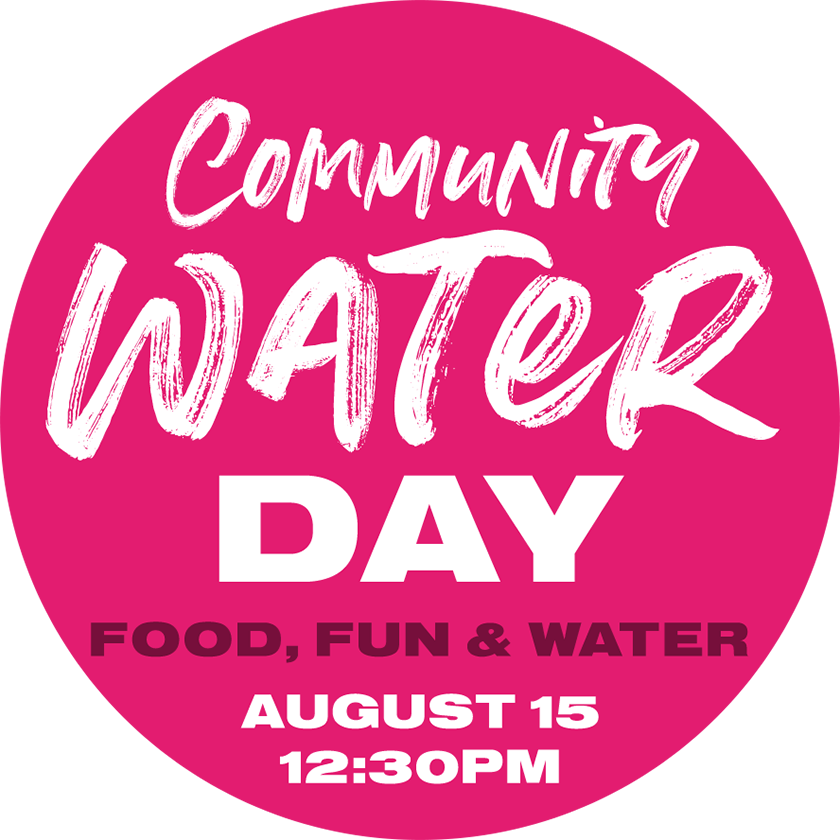 Community
WATER
DAY
FOOD, FUN & WATER
AUGUST 15
12:30PM